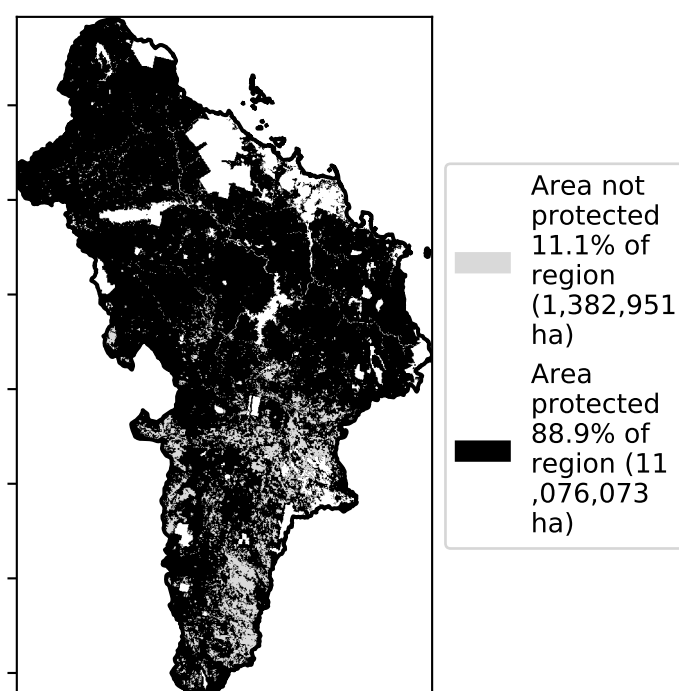 Area not
protected
11.1% of
region
(1,382,951
ha)
Area
protected
88.9% of
region (11
,076,073
ha)